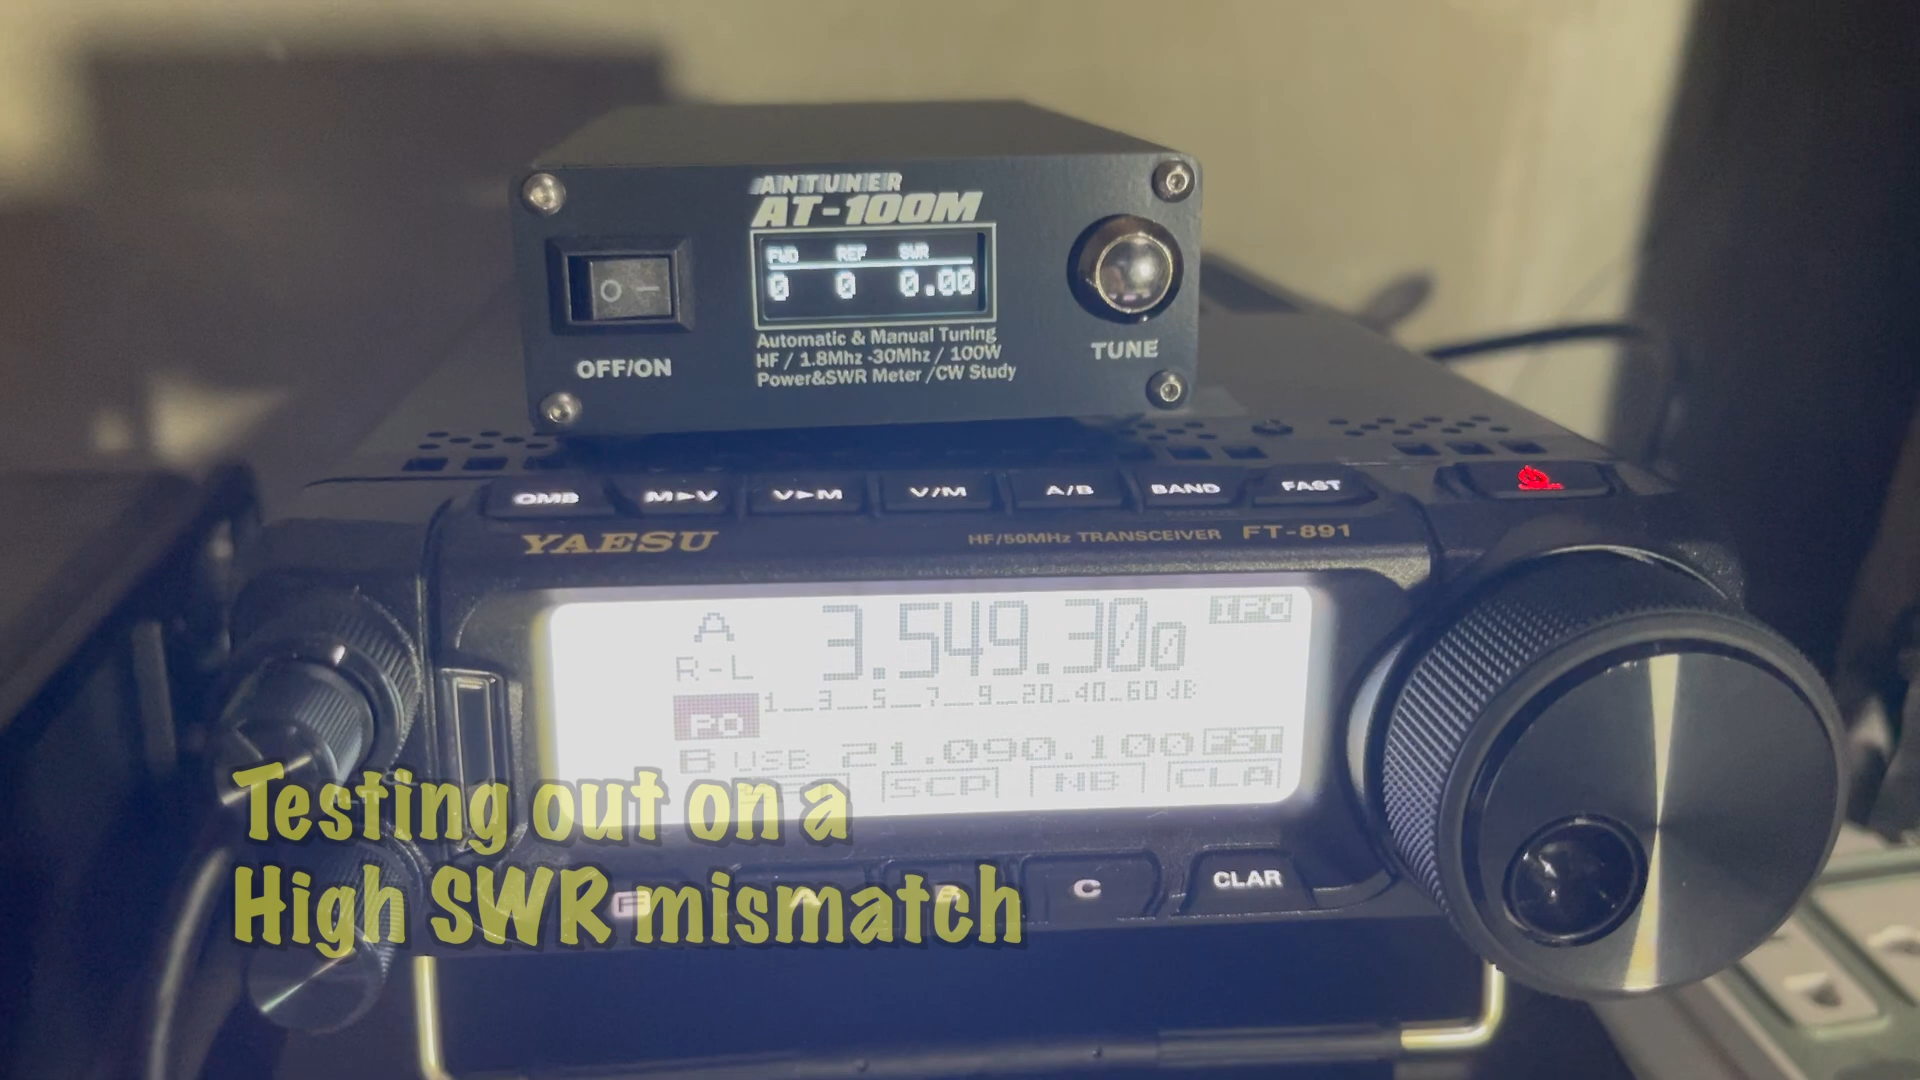 ANTUNER
AT-100M
FWD REF SWR
0 0 0.00
Automatic & Manual Tuning
HF / 1.8Mhz -30Mhz / 100W
Power&SWR Meter /CW Study
OFF/ON
TUNE
QMB M►V V►M V/M A/B BAND FAST
YAESU HF/50MHz TRANSCEIVER FT-891
A 3.549.300 IPO
R-L
1 3 5 7 9 20 40 60 dB
PO
B USB 21.090.100 FST
SCP NB CLA
Testing out on a
High SWR mismatch
F A B C CLAR